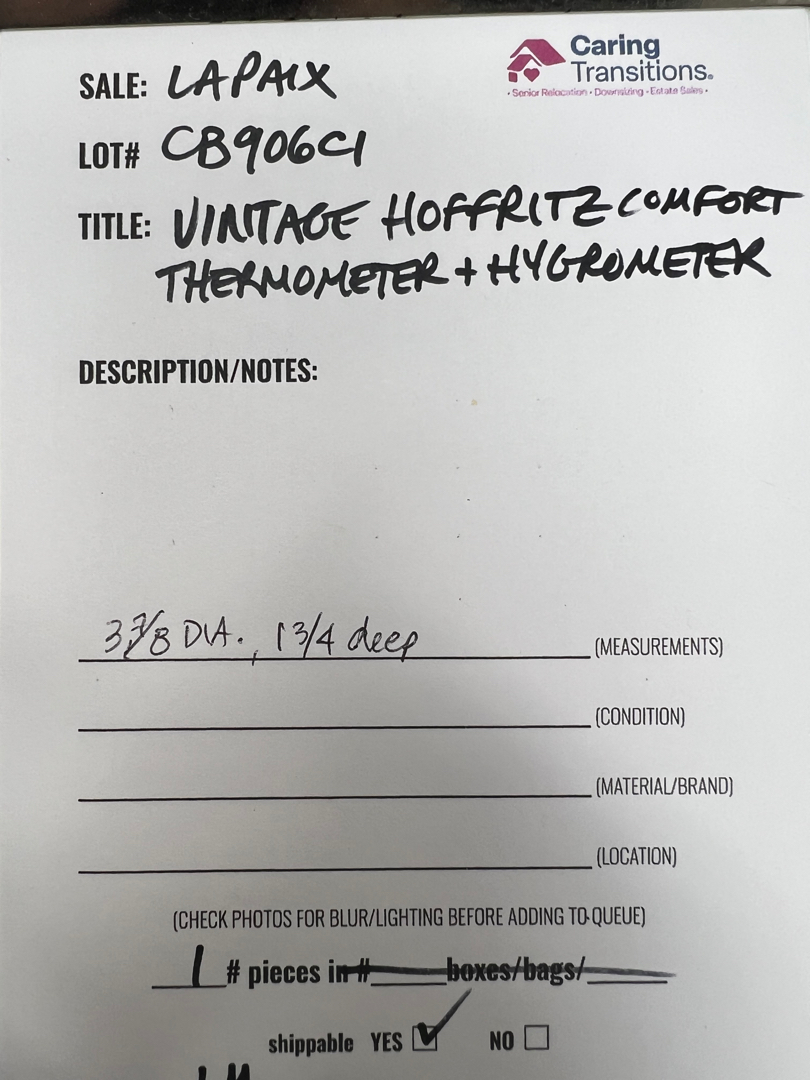 Caring
Transitions.
• Senior Relocation • Downsizing • Estate Sales •
SALE: LAPAIX
LOT# CB906C1
TITLE: VINTAGE HOFFRITZ COMFORT
THERMOMETER + HYGROMETER
DESCRIPTION/NOTES:
3 7/8 DIA., 1 3/4 deep (MEASUREMENTS)
(CONDITION)
(MATERIAL/BRAND)
(LOCATION)
(CHECK PHOTOS FOR BLUR/LIGHTING BEFORE ADDING TO QUEUE)
1 # pieces in # boxes/bags/
shippable YES ✓ NO